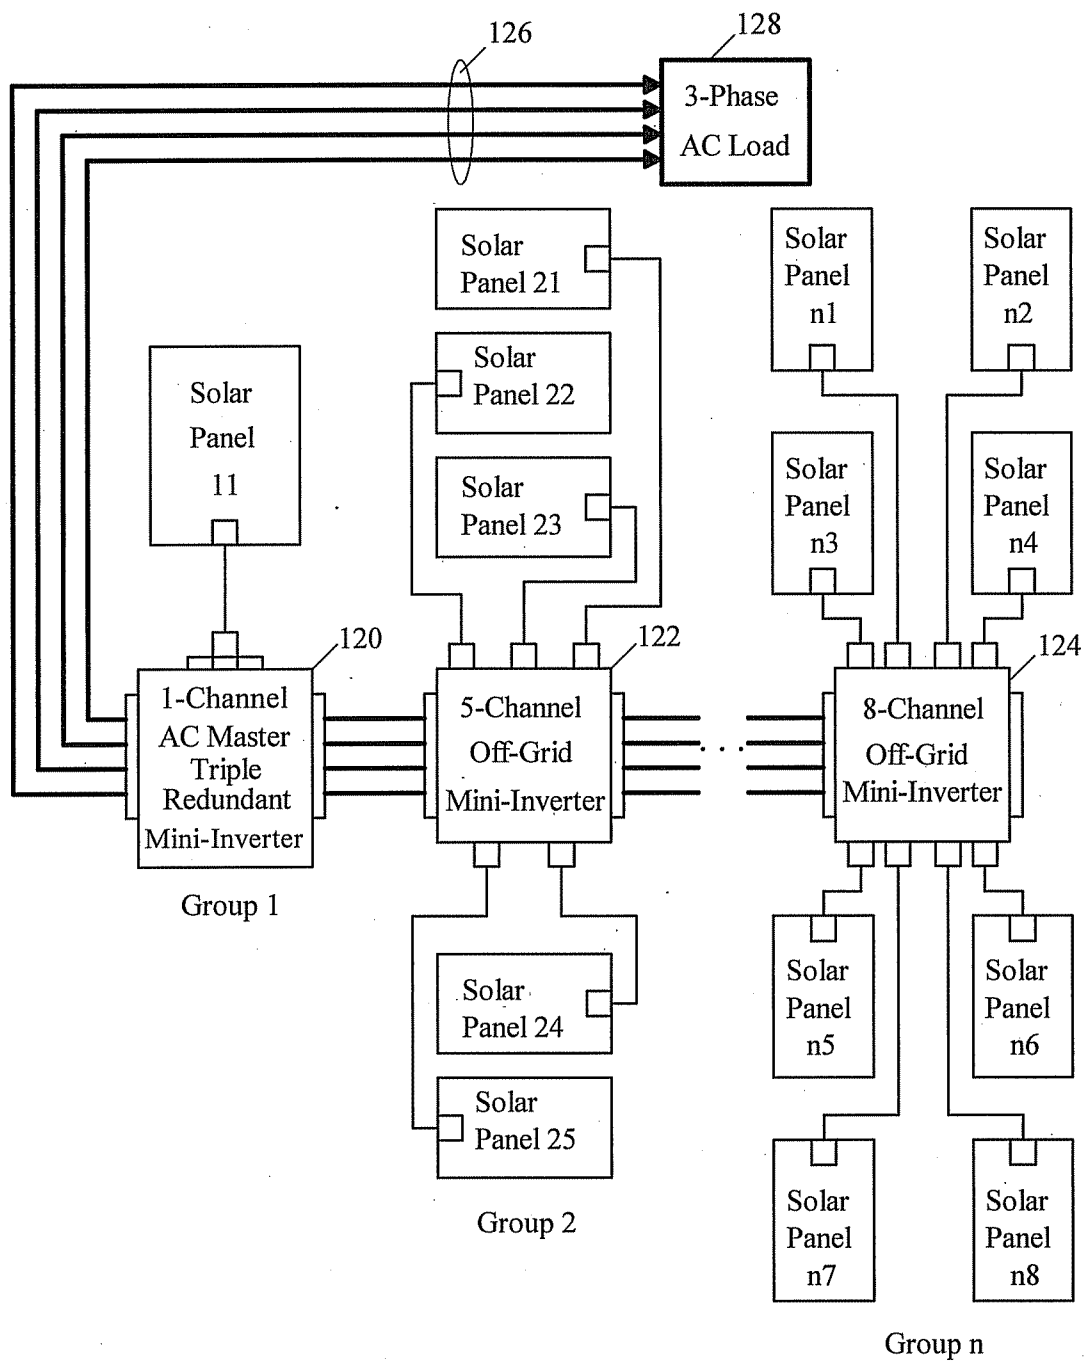 126
128
3-Phase
AC Load
Solar
Panel 21
Solar
Panel
n1
Solar
Panel
n2
Solar
Panel
11
Solar
Panel 22
Solar
Panel 23
Solar
Panel
n3
Solar
Panel
n4
120
122
124
1-Channel
AC Master
Triple
Redundant
Mini-Inverter
5-Channel
Off-Grid
Mini-Inverter
. . .
8-Channel
Off-Grid
Mini-Inverter
Group 1
Solar
Panel 24
Solar
Panel 25
Group 2
Solar
Panel
n5
Solar
Panel
n6
Solar
Panel
n7
Solar
Panel
n8
Group n